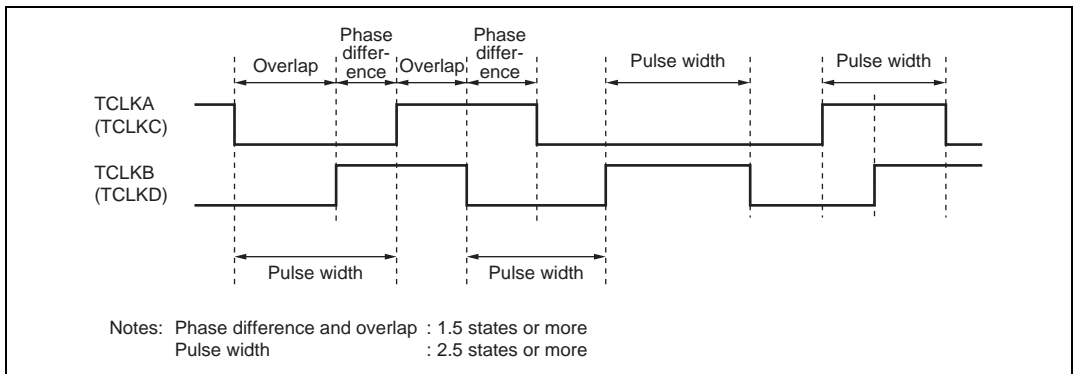 Phase
differ-
ence
Phase
differ-
ence
Overlap
Overlap
Pulse width
Pulse width
TCLKA
(TCLKC)
TCLKB
(TCLKD)
Pulse width
Pulse width
Notes: Phase difference and overlap : 1.5 states or more
Pulse width : 2.5 states or more